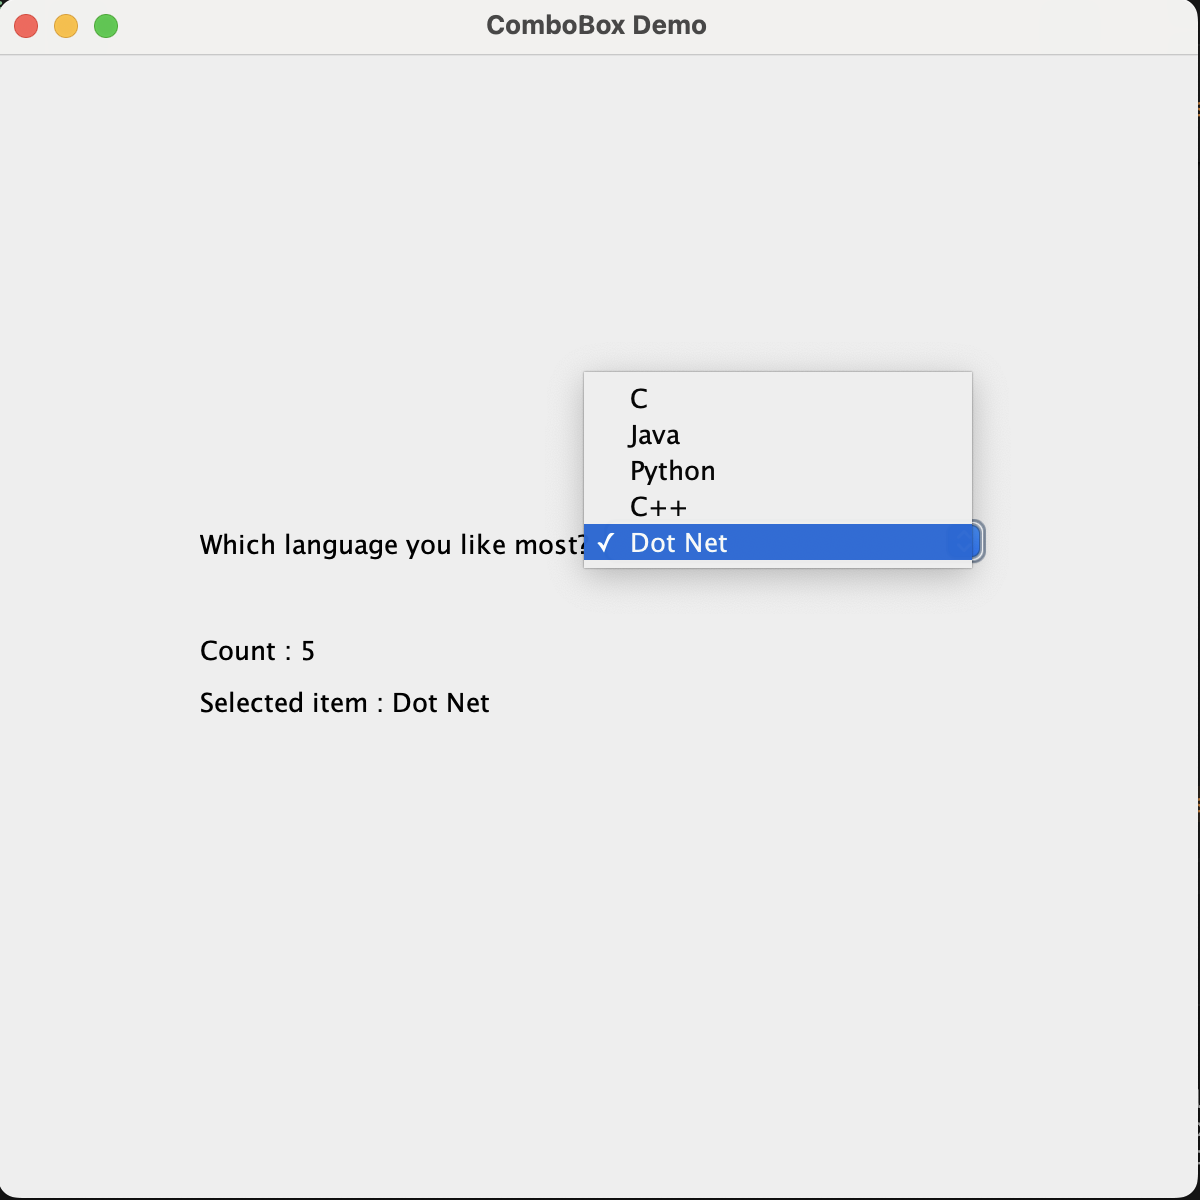 ComboBox Demo
C
Java
Python
C++
Which language you like most? ✓ Dot Net
Count : 5
Selected item : Dot Net